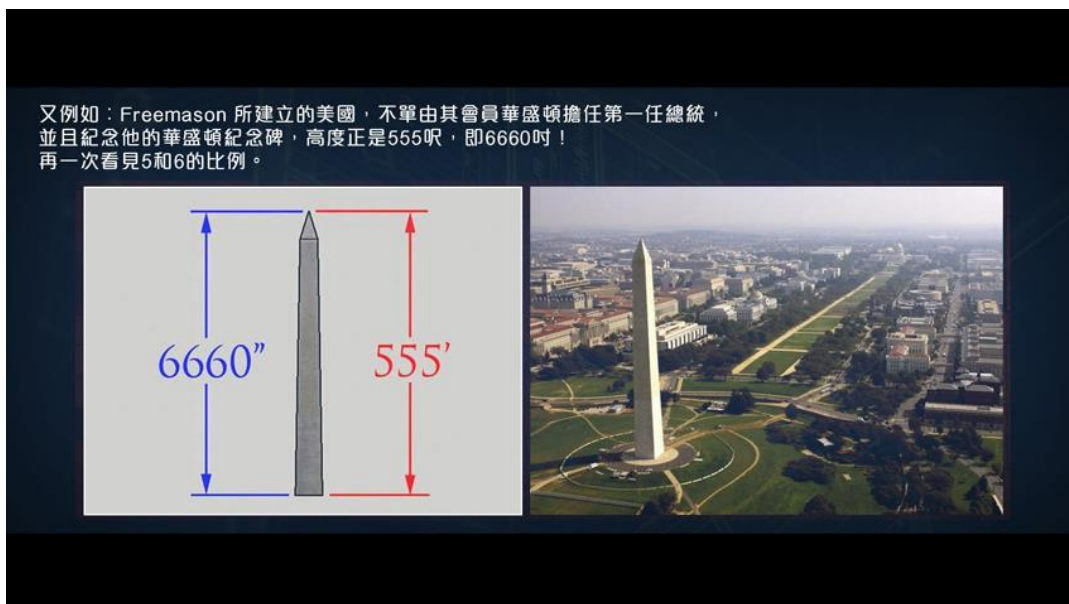 又例如：Freemason 所建立的美國，不單由其會員華盛頓擔任第一任總統，
並且紀念他的華盛頓紀念碑，高度正是555呎，即6660吋！
再一次看見5和6的比例。
6660”
555’